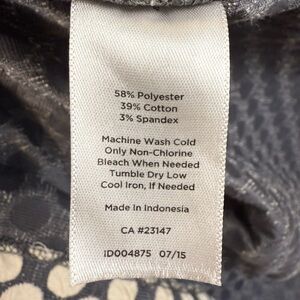 58% Polyester
39% Cotton
3% Spandex
Machine Wash Cold
Only Non-Chlorine
Bleach When Needed
Tumble Dry Low
Cool Iron, If Needed
Made in Indonesia
CA #23147
ID004875 07/15